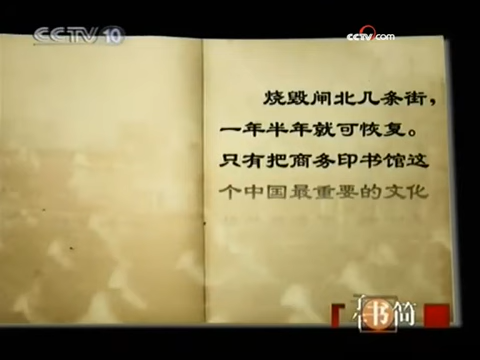 CCTV 10
CCTV.com
烧毁闸北几条街，
一年半年就可恢复。
只有把商务印书馆这
个中国最重要的文化
子午书简